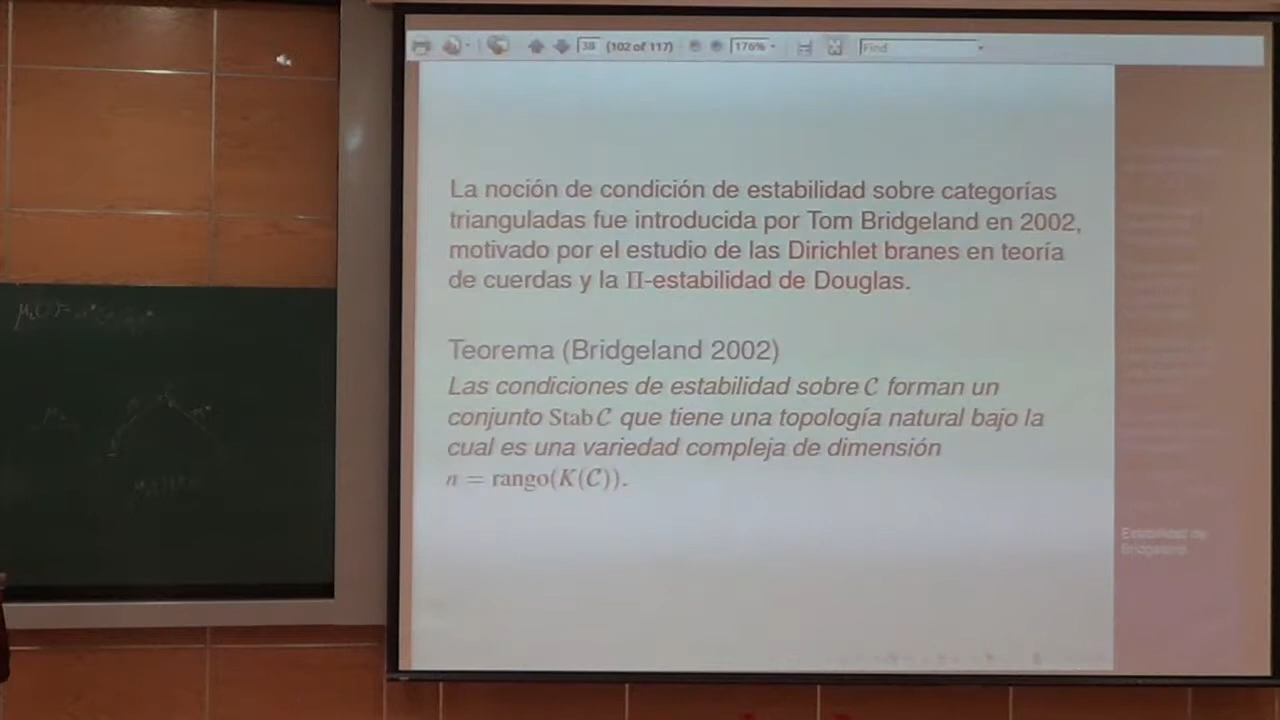 38 (102 of 117) 176% Find
La noción de condición de estabilidad sobre categorías
trianguladas fue introducida por Tom Bridgeland en 2002,
motivado por el estudio de las Dirichlet branes en teoría
de cuerdas y la Π-estabilidad de Douglas.
Teorema (Bridgeland 2002)
Las condiciones de estabilidad sobre C forman un
conjunto Stab C que tiene una topología natural bajo la
cual es una variedad compleja de dimensión
n = rango(K(C)).
Estabilidad de
Bridgeland